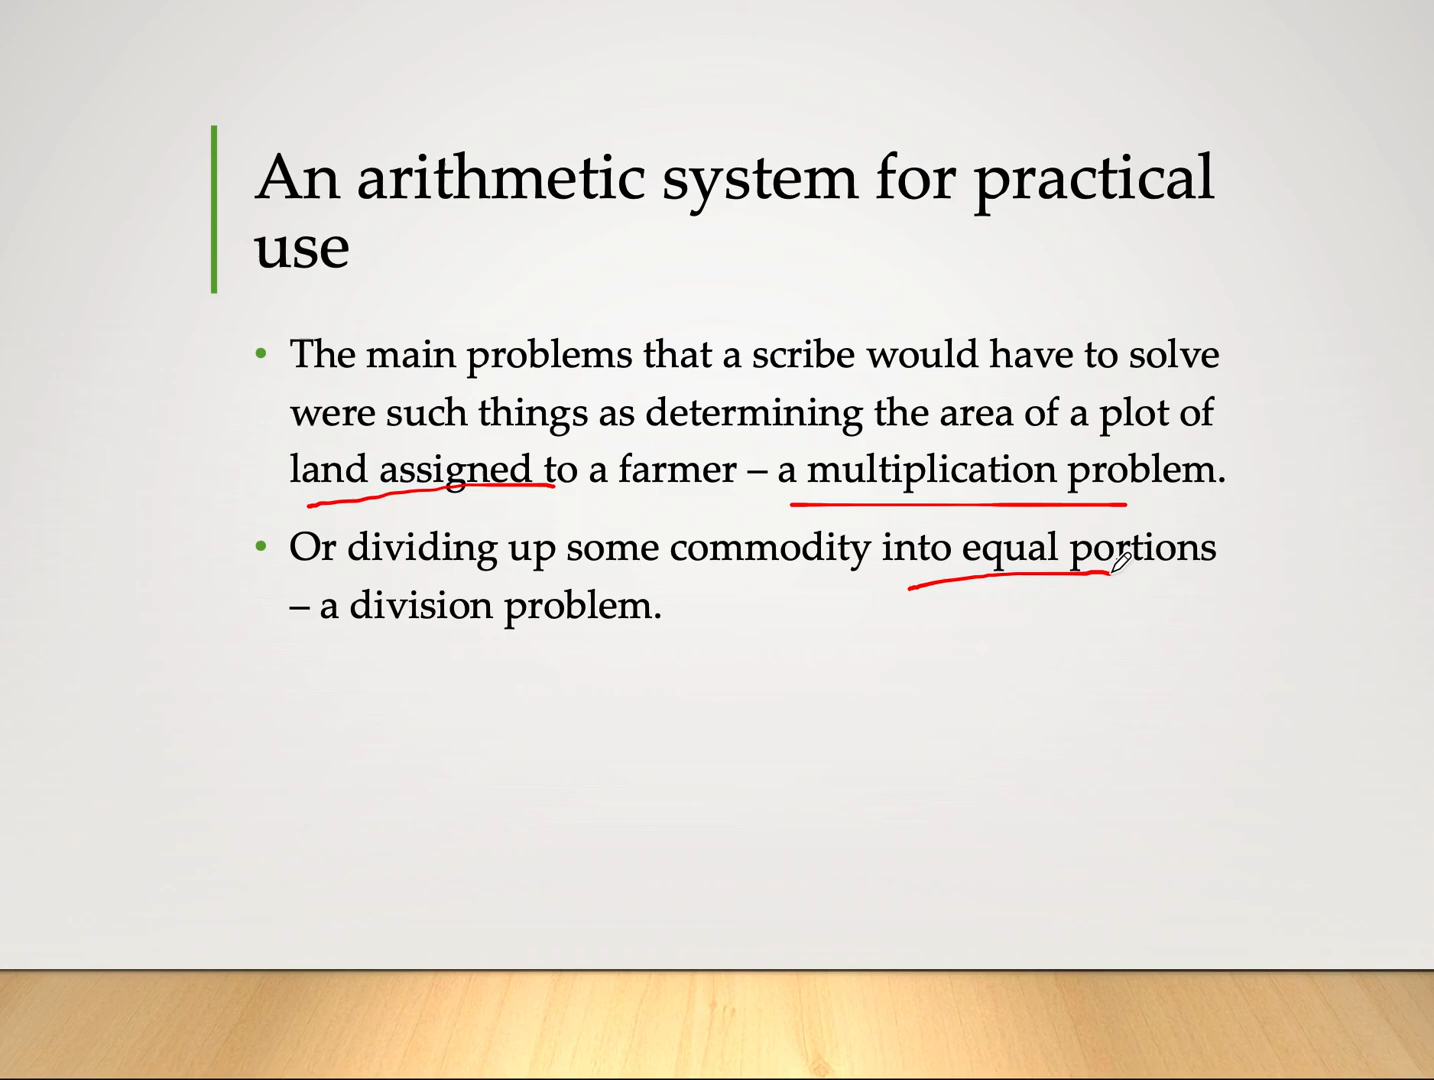 An arithmetic system for practical
use
• The main problems that a scribe would have to solve
were such things as determining the area of a plot of
land assigned to a farmer – a multiplication problem.
• Or dividing up some commodity into equal portions
– a division problem.